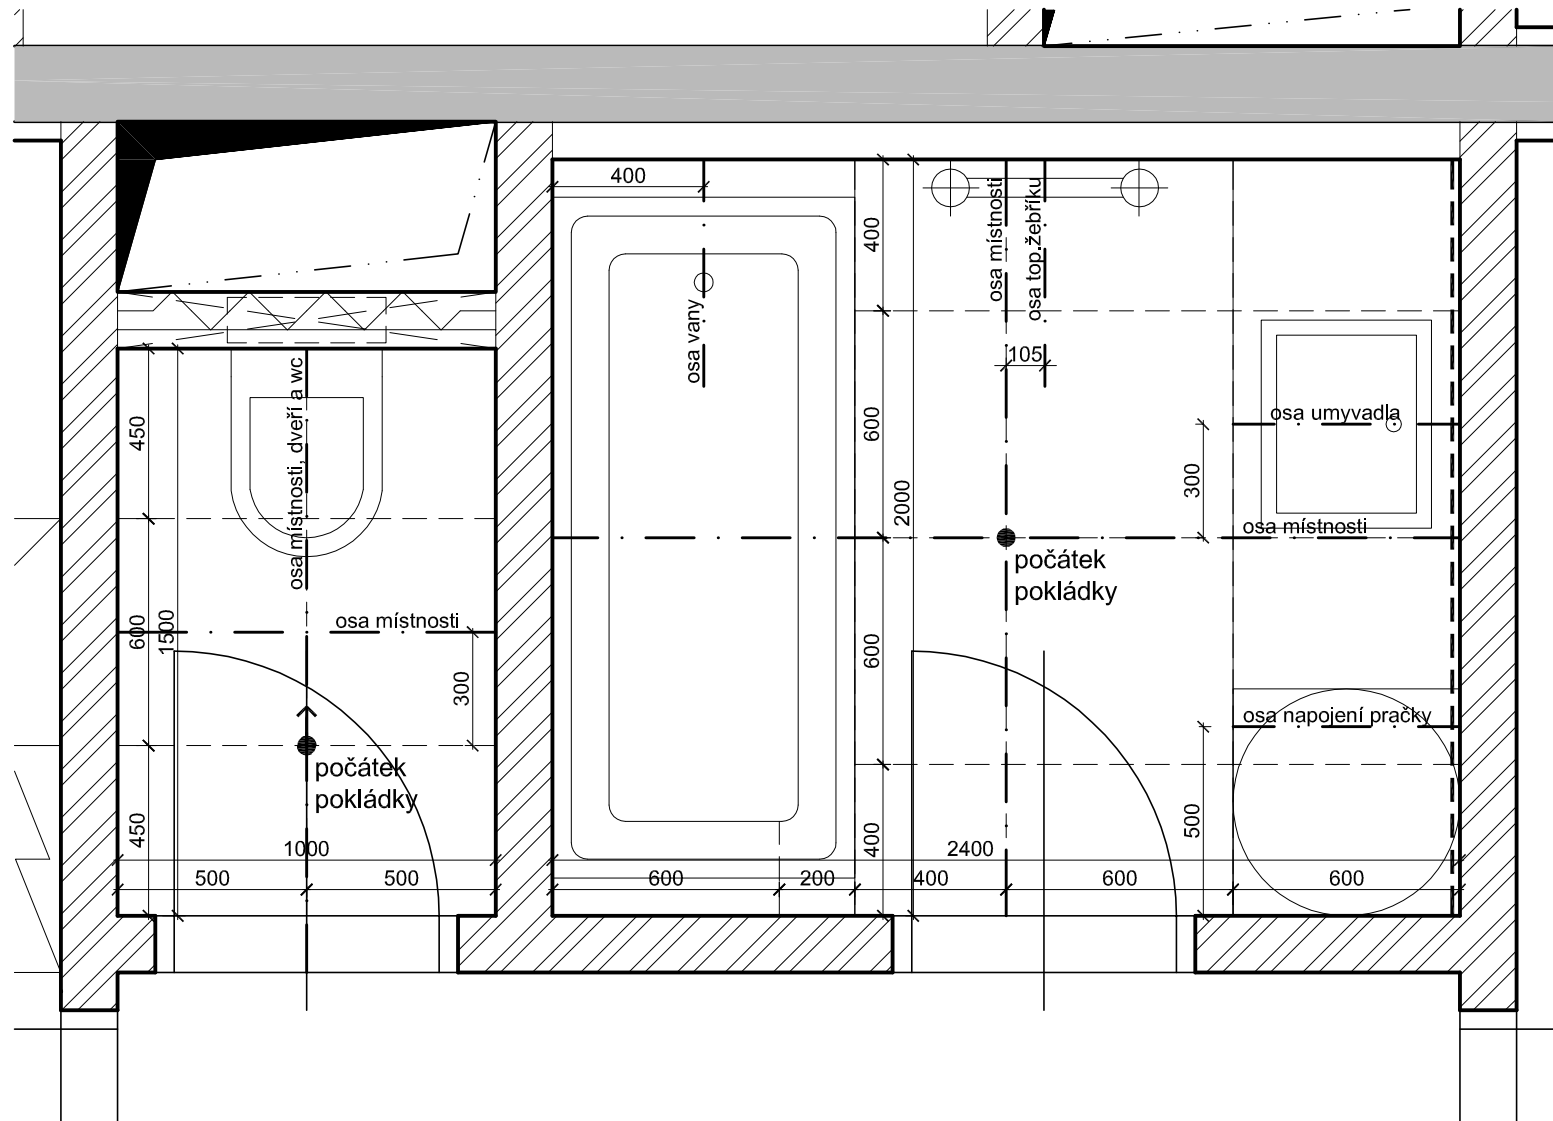 400
osa vany
400
600
2000
600
400
osa místnosti
osa top.žebříku
105
osa umyvadla
300
osa místnosti
počátek
pokládky
osa napojení pračky
500
2400
600
200
400
600
600
450
600
450
1500
osa místnosti, dveří a wc
osa místnosti
300
počátek
pokládky
1000
500
500